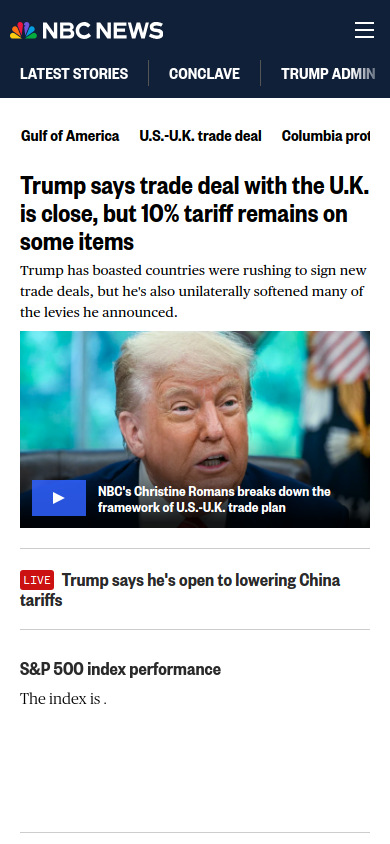 NBC NEWS
LATEST STORIES
CONCLAVE
TRUMP ADMIN
Gulf of America
U.S.-U.K. trade deal
Columbia prot
Trump says trade deal with the U.K.
is close, but 10% tariff remains on
some items
Trump has boasted countries were rushing to sign new
trade deals, but he's also unilaterally softened many of
the levies he announced.
NBC's Christine Romans breaks down the
framework of U.S.-U.K. trade plan
LIVE Trump says he's open to lowering China
tariffs
S&P 500 index performance
The index is .